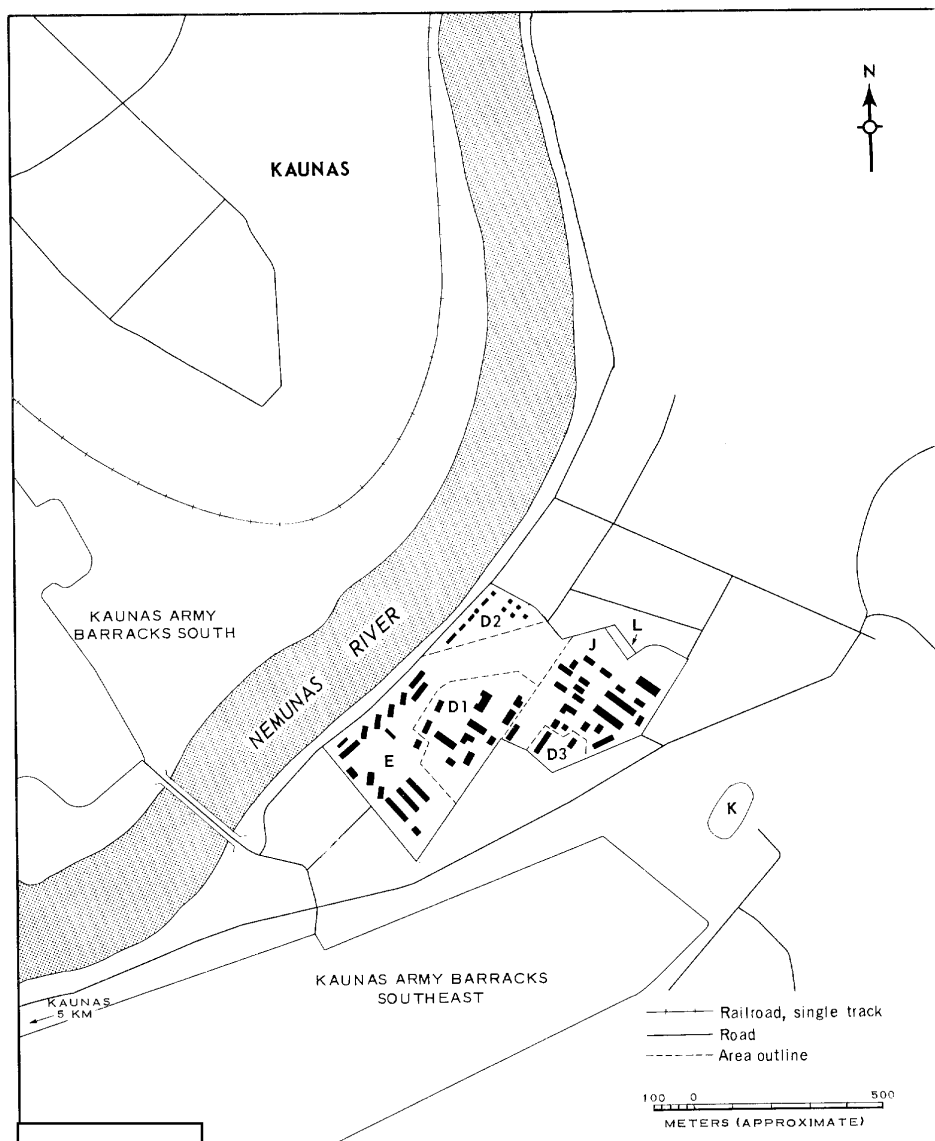 N
KAUNAS
KAUNAS ARMY
BARRACKS SOUTH
NEMUNAS RIVER
D2
L
J
D1
D3
E
K
KAUNAS ARMY BARRACKS
SOUTHEAST
KAUNAS
5 KM
Railroad, single track
Road
Area outline
100 0 500
METERS (APPROXIMATE)